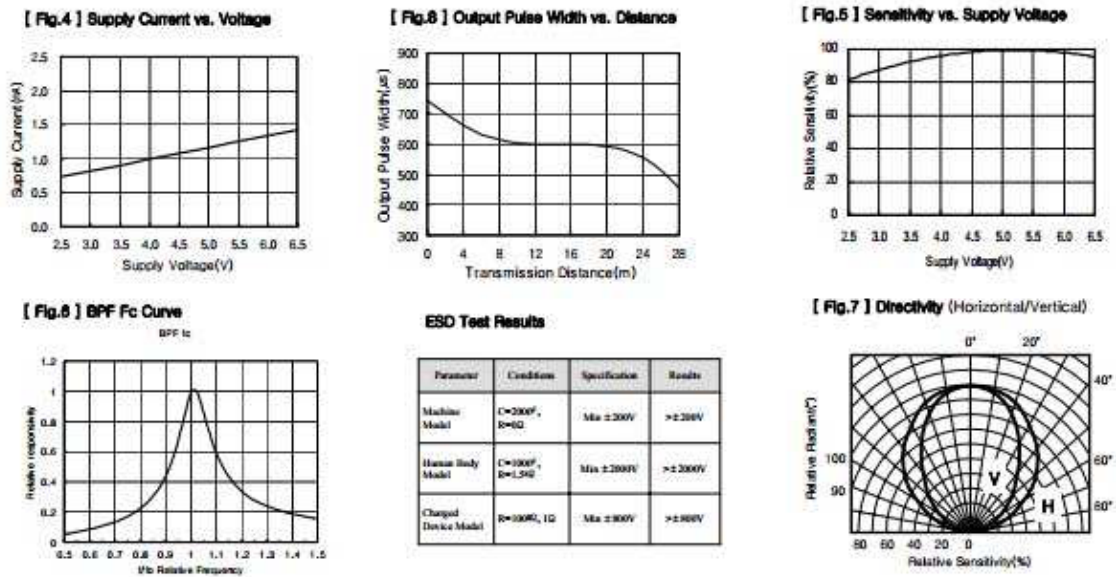 [ Fig.4 ] Supply Current vs. Voltage
Supply Current(mA)
2.5
2.0
1.5
1.0
0.5
0.0
2.5 3.0 3.5 4.0 4.5 5.0 5.5 6.0 6.5
Supply Voltage(V)
[ Fig.6 ] Output Pulse Width vs. Distance
Output Pulse Width(μs)
900
800
700
600
500
400
300
0 4 8 12 16 20 24 28
Transmission Distance(m)
[ Fig.5 ] Sensitivity vs. Supply Voltage
Relative Sensitivity(%)
100
80
60
40
20
0
2.5 3.0 3.5 4.0 4.5 5.0 5.5 6.0 6.5
Supply Voltage(V)
[ Fig.6 ] BPF Fc Curve
BPF fc
Relative responsivity
1.2
1
0.8
0.6
0.4
0.2
0
0.5 0.6 0.7 0.8 0.9 1 1.1 1.2 1.3 1.4 1.5
f/fo Relative Frequency
ESD Test Results
Parameter Conditions Specification Results
Machine
Model
C=200PF,
R=0Ω
Min ±200V >±200V
Human Body
Model
C=100PF,
R=1.5KΩ
Min ±2000V >±2000V
Charged
Device Model
R=100MΩ, 1Ω Min ±800V >±800V
[ Fig.7 ] Directivity (Horizontal/Vertical)
0° 20°
40°
60°
80°
Relative Radiant(°)
100
90
V
H
80 60 40 20 0
Relative Sensitivity(%)